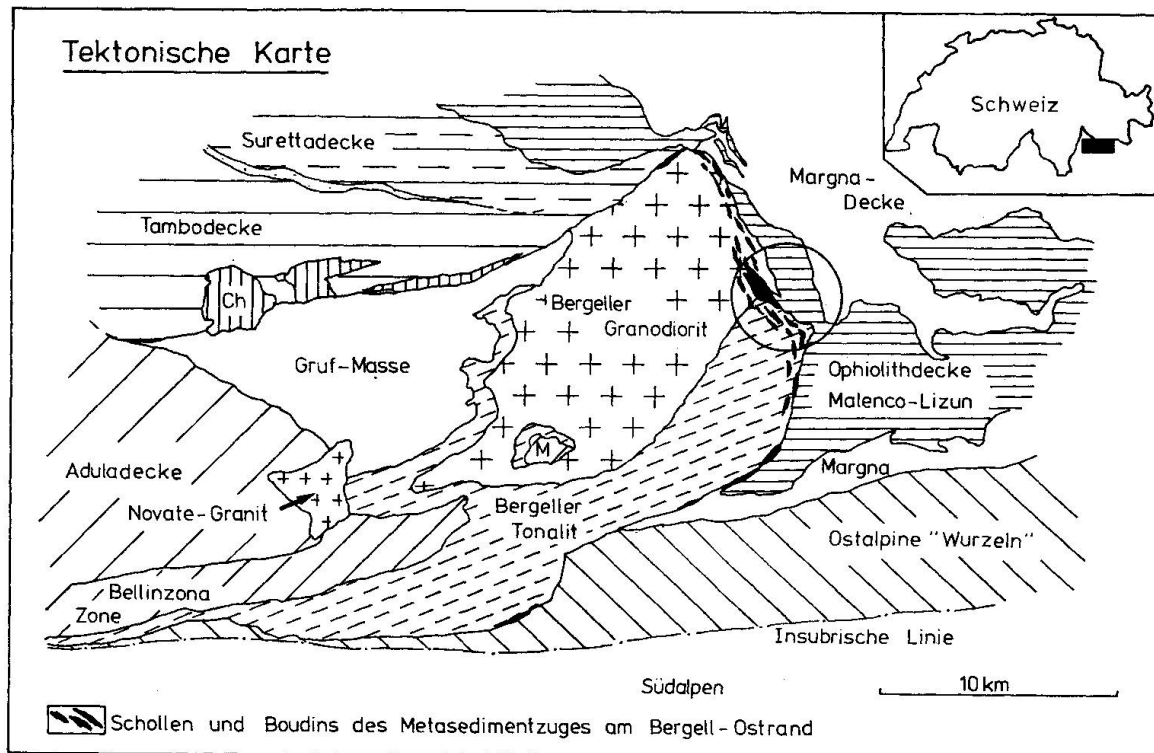 Tektonische Karte
Schweiz
Surettadecke
Margna-
Decke
Tambodecke
Ch
Bergeller
Granodiorit
Gruf-Masse
Ophiolithdecke
Malenco-Lizun
M
Aduladecke
Margna
Novate-Granit
Bergeller
Tonalit
Ostalpine "Wurzeln"
Bellinzona
Zone
Insubrische Linie
Südalpen
10 km
Schollen und Boudins des Metasedimentzuges am Bergell-Ostrand